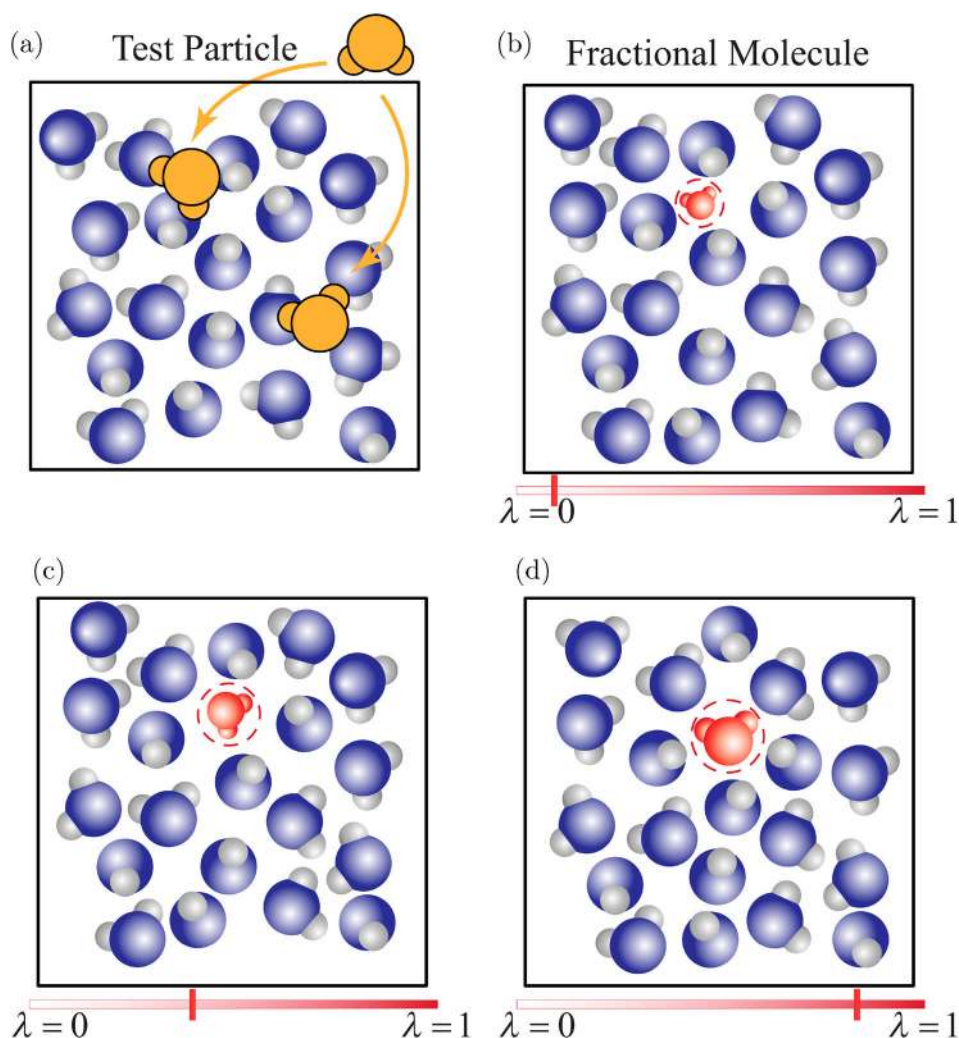 (a)
Test Particle
(b)
Fractional Molecule
λ = 0
λ = 1
(c)
(d)
λ = 0
λ = 1
λ = 0
λ = 1